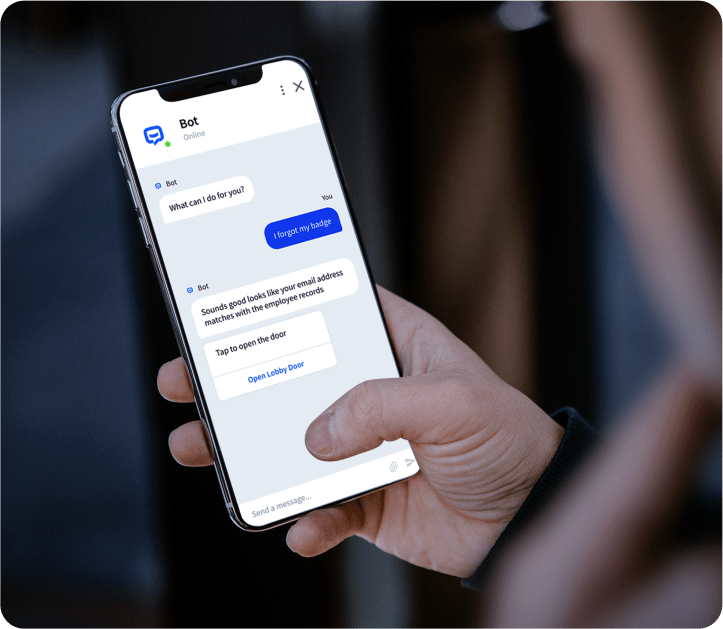 Bot
Online
Bot
What can I do for you?
You
I forgot my badge
Bot
Sounds good looks like your email address
matches with the employee records
Tap to open the door
Open Lobby Door
Send a message...